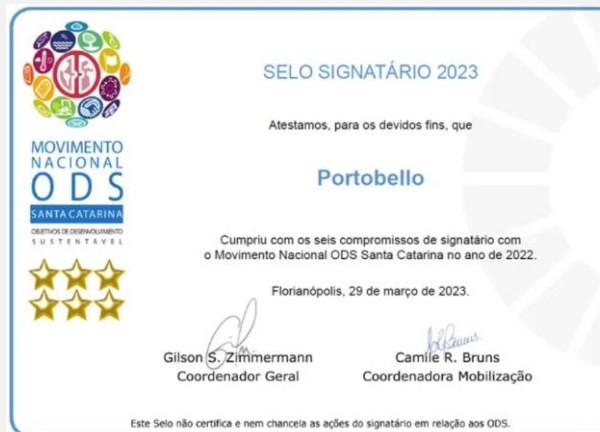 SELO SIGNATÁRIO 2023
Atestamos, para os devidos fins, que
Portobello
MOVIMENTO
NACIONAL
ODS
SANTA CATARINA
OBJETIVOS DE DESENVOLVIMENTO
SUSTENTÁVEL
Cumpriu com os seis compromissos de signatário com
o Movimento Nacional ODS Santa Catarina no ano de 2022.
Florianópolis, 29 de março de 2023.
Gilson S. Zimmermann
Coordenador Geral
Camile R. Bruns
Coordenadora Mobilização
Este Selo não certifica e nem chancela as ações do signatário em relação aos ODS.